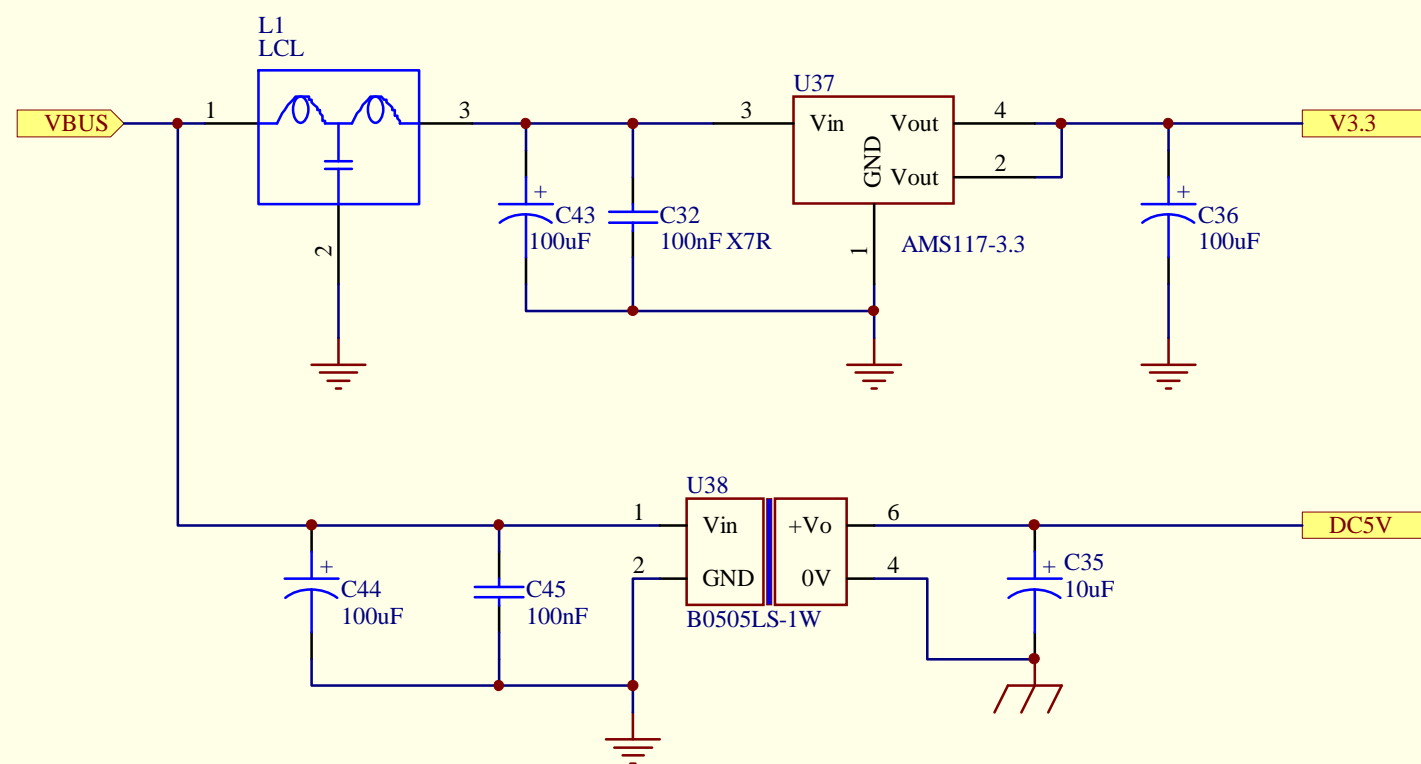 L1
LCL
VBUS
1
3
2
U37
3
Vin
Vout
4
GND
Vout
2
1
AMS117-3.3
V3.3
+
C43
100uF
C32
100nF X7R
+
C36
100uF
U38
1
Vin
+Vo
6
DC5V
2
GND
0V
4
B0505LS-1W
+
C44
100uF
C45
100nF
+
C35
10uF